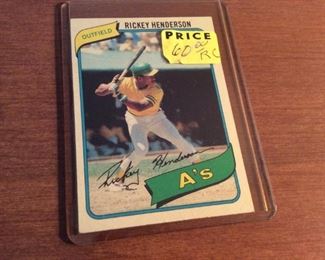 OUTFIELD
RICKEY HENDERSON
PRICE
60
RC
Rickey Henderson
A's